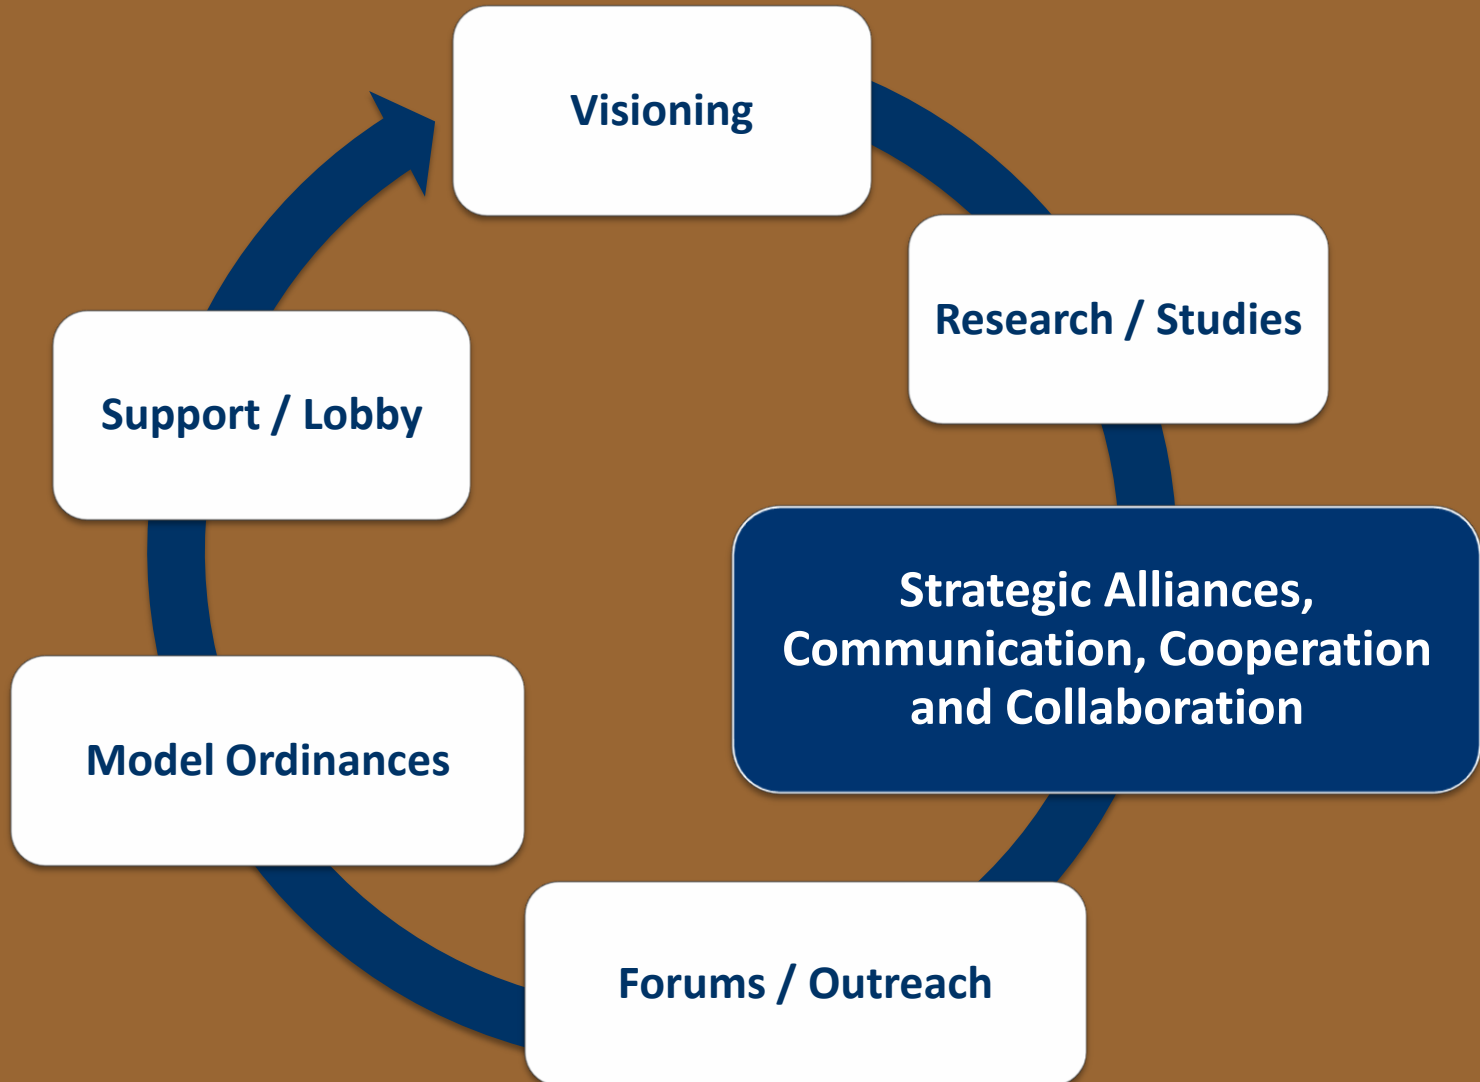 Visioning
Research / Studies
Strategic Alliances,
Communication, Cooperation
and Collaboration
Forums / Outreach
Model Ordinances
Support / Lobby